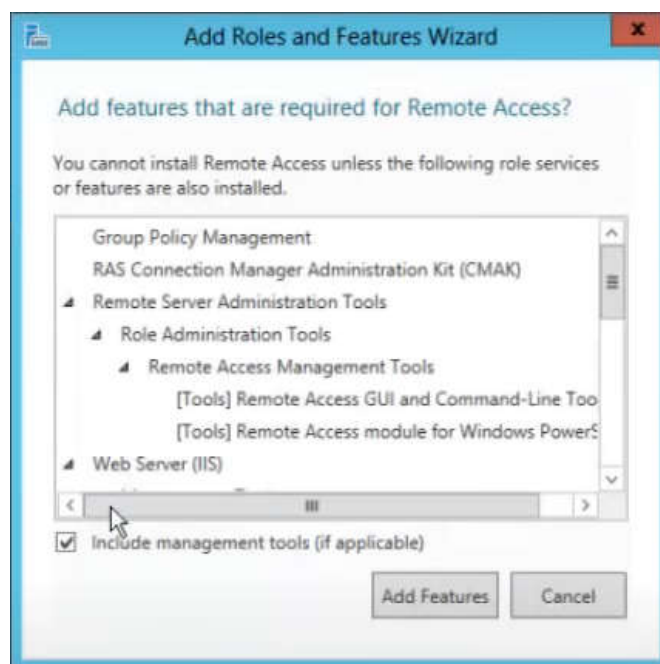 Add Roles and Features Wizard
x
Add features that are required for Remote Access?
You cannot install Remote Access unless the following role services
or features are also installed.
Group Policy Management
RAS Connection Manager Administration Kit (CMAK)
Remote Server Administration Tools
Role Administration Tools
Remote Access Management Tools
[Tools] Remote Access GUI and Command-Line Too
[Tools] Remote Access module for Windows PowerS
Web Server (IIS)
Include management tools (if applicable)
Add Features Cancel